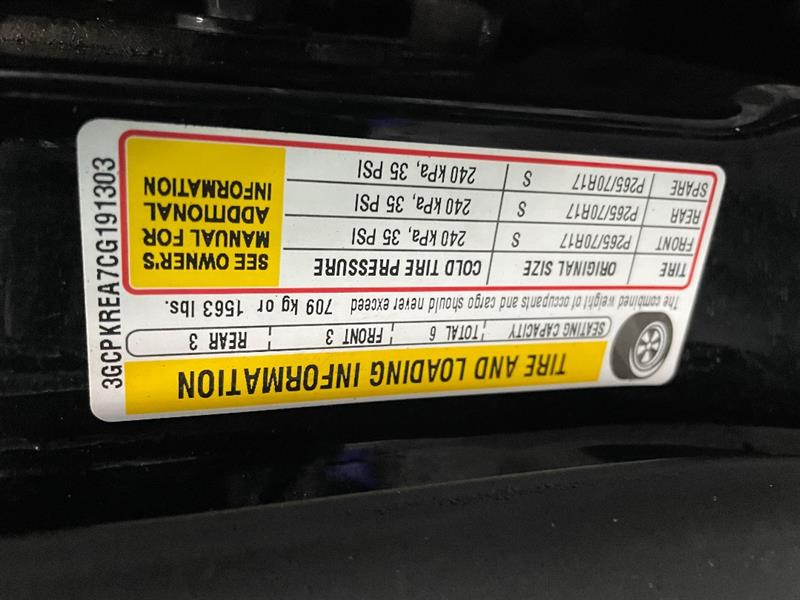 TIRE AND LOADING INFORMATION
SEATING CAPACITY TOTAL 6 FRONT 3 REAR 3
The combined weight of occupants and cargo should never exceed 709 kg or 1563 lbs.
TIRE ORIGINAL SIZE COLD TIRE PRESSURE
FRONT P265/70R17 S 240 kPa, 35 PSI
REAR P265/70R17 S 240 kPa, 35 PSI
SPARE P265/70R17 S 240 kPa, 35 PSI
SEE OWNER'S
MANUAL FOR
ADDITIONAL
INFORMATION
3GCPKREA7CG191303